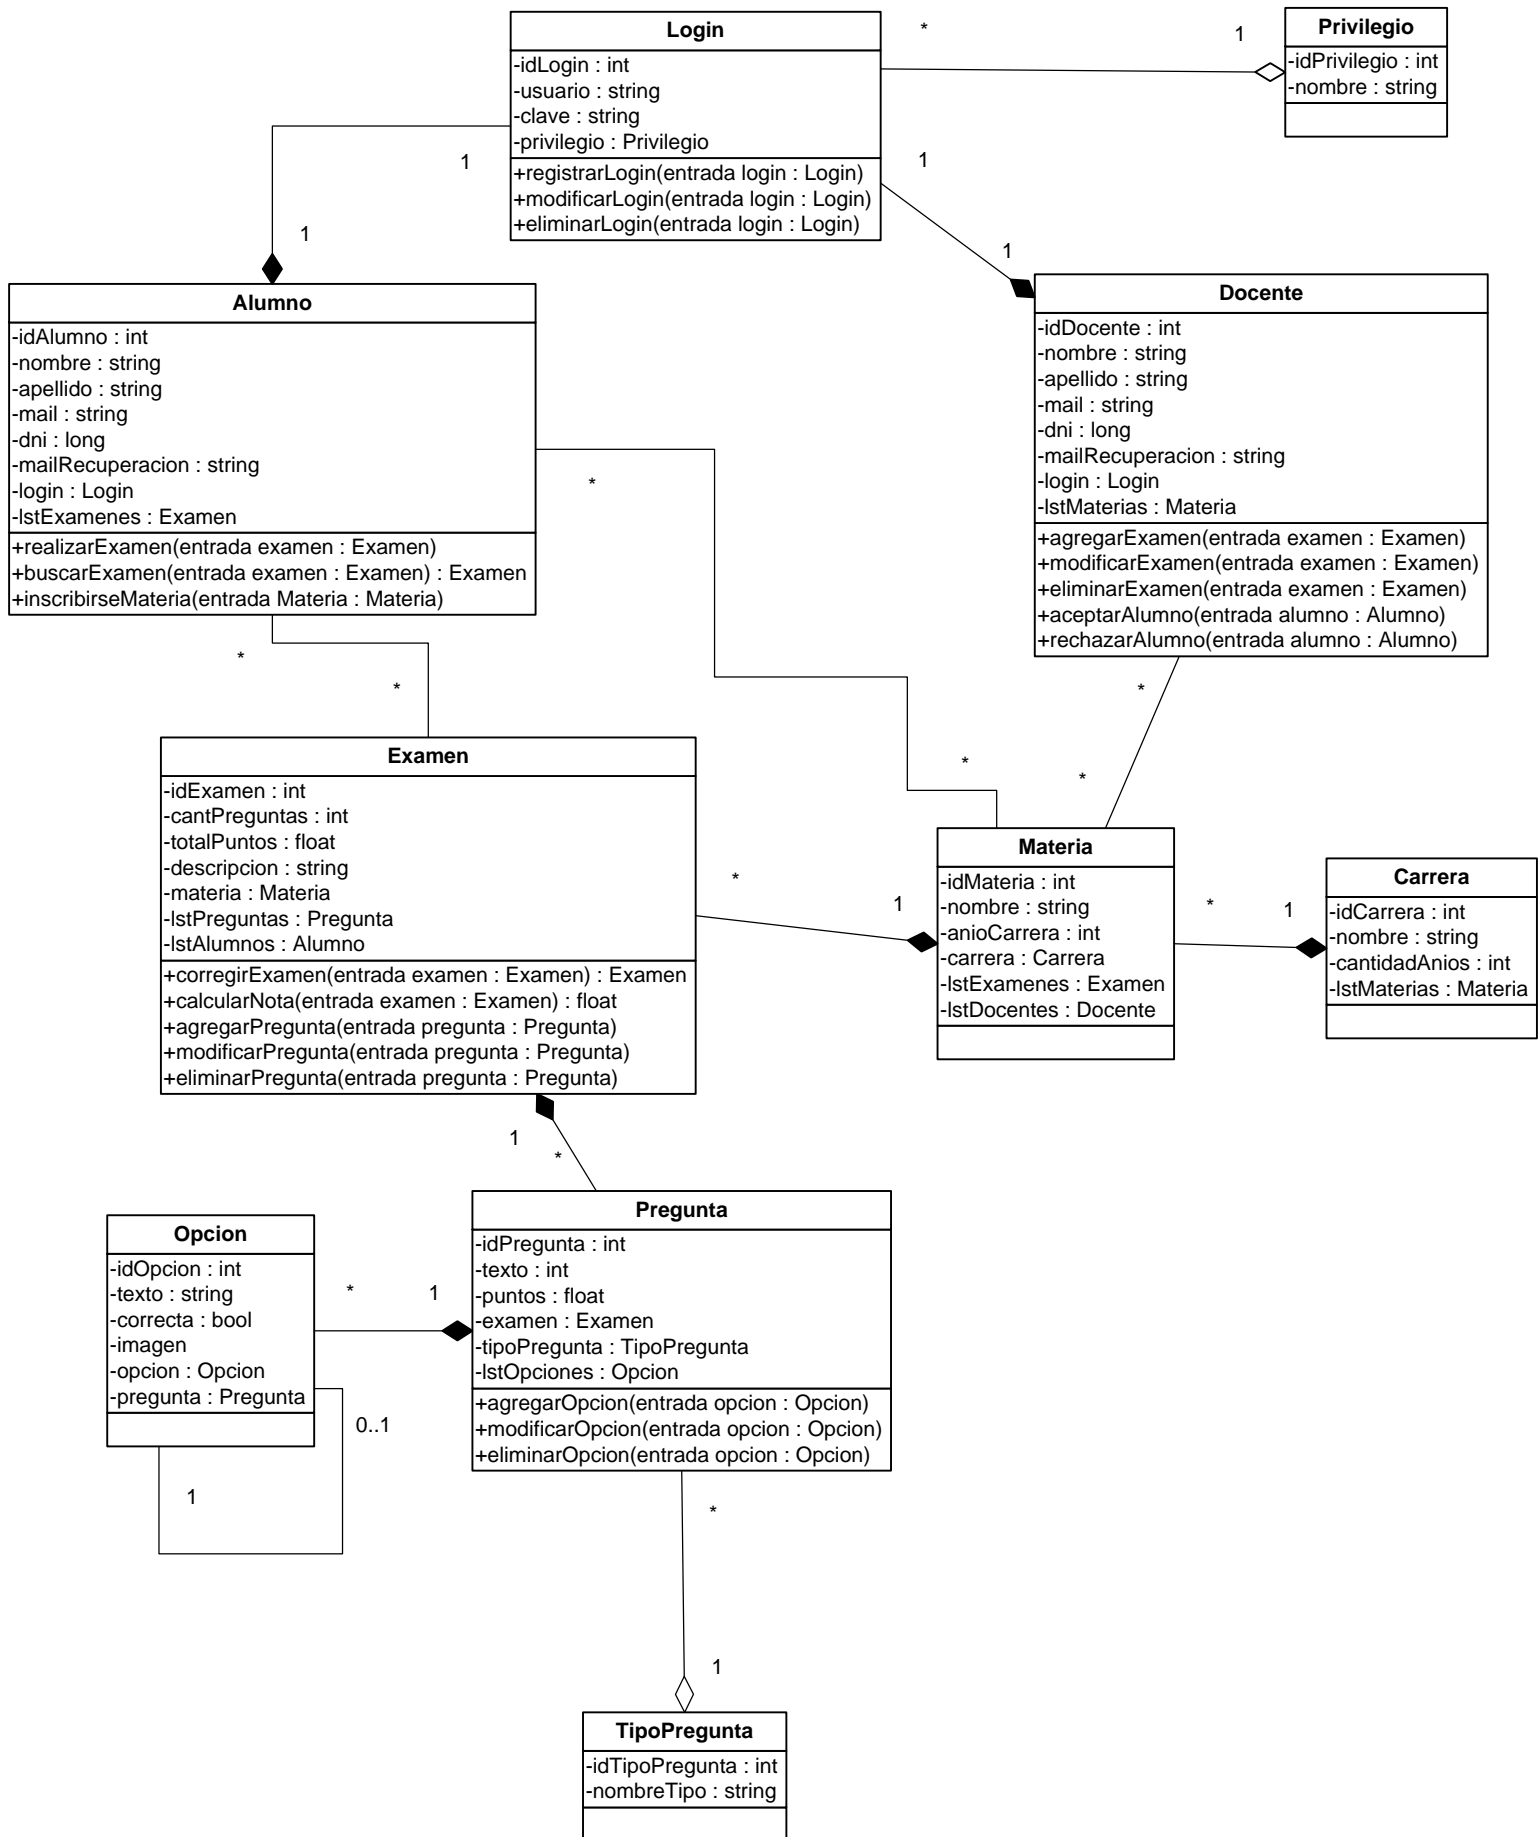 Login
-idLogin : int
-usuario : string
-clave : string
-privilegio : Privilegio
+registrarLogin(entrada login : Login)
+modificarLogin(entrada login : Login)
+eliminarLogin(entrada login : Login)
*
1
Privilegio
-idPrivilegio : int
-nombre : string
1
1
1
1
Alumno
-idAlumno : int
-nombre : string
-apellido : string
-mail : string
-dni : long
-mailRecuperacion : string
-login : Login
-lstExamenes : Examen
+realizarExamen(entrada examen : Examen)
+buscarExamen(entrada examen : Examen) : Examen
+inscribirseMateria(entrada Materia : Materia)
Docente
-idDocente : int
-nombre : string
-apellido : string
-mail : string
-dni : long
-mailRecuperacion : string
-login : Login
-lstMaterias : Materia
+agregarExamen(entrada examen : Examen)
+modificarExamen(entrada examen : Examen)
+eliminarExamen(entrada examen : Examen)
+aceptarAlumno(entrada alumno : Alumno)
+rechazarAlumno(entrada alumno : Alumno)
*
*
*
*
*
*
Examen
-idExamen : int
-cantPreguntas : int
-totalPuntos : float
-descripcion : string
-materia : Materia
-lstPreguntas : Pregunta
-lstAlumnos : Alumno
+corregirExamen(entrada examen : Examen) : Examen
+calcularNota(entrada examen : Examen) : float
+agregarPregunta(entrada pregunta : Pregunta)
+modificarPregunta(entrada pregunta : Pregunta)
+eliminarPregunta(entrada pregunta : Pregunta)
*
1
Materia
-idMateria : int
-nombre : string
-anioCarrera : int
-carrera : Carrera
-lstExamenes : Examen
-lstDocentes : Docente
*
1
Carrera
-idCarrera : int
-nombre : string
-cantidadAnios : int
-lstMaterias : Materia
1
*
Opcion
-idOpcion : int
-texto : string
-correcta : bool
-imagen
-opcion : Opcion
-pregunta : Pregunta
*
1
0..1
1
Pregunta
-idPregunta : int
-texto : int
-puntos : float
-examen : Examen
-tipoPregunta : TipoPregunta
-lstOpciones : Opcion
+agregarOpcion(entrada opcion : Opcion)
+modificarOpcion(entrada opcion : Opcion)
+eliminarOpcion(entrada opcion : Opcion)
*
1
TipoPregunta
-idTipoPregunta : int
-nombreTipo : string